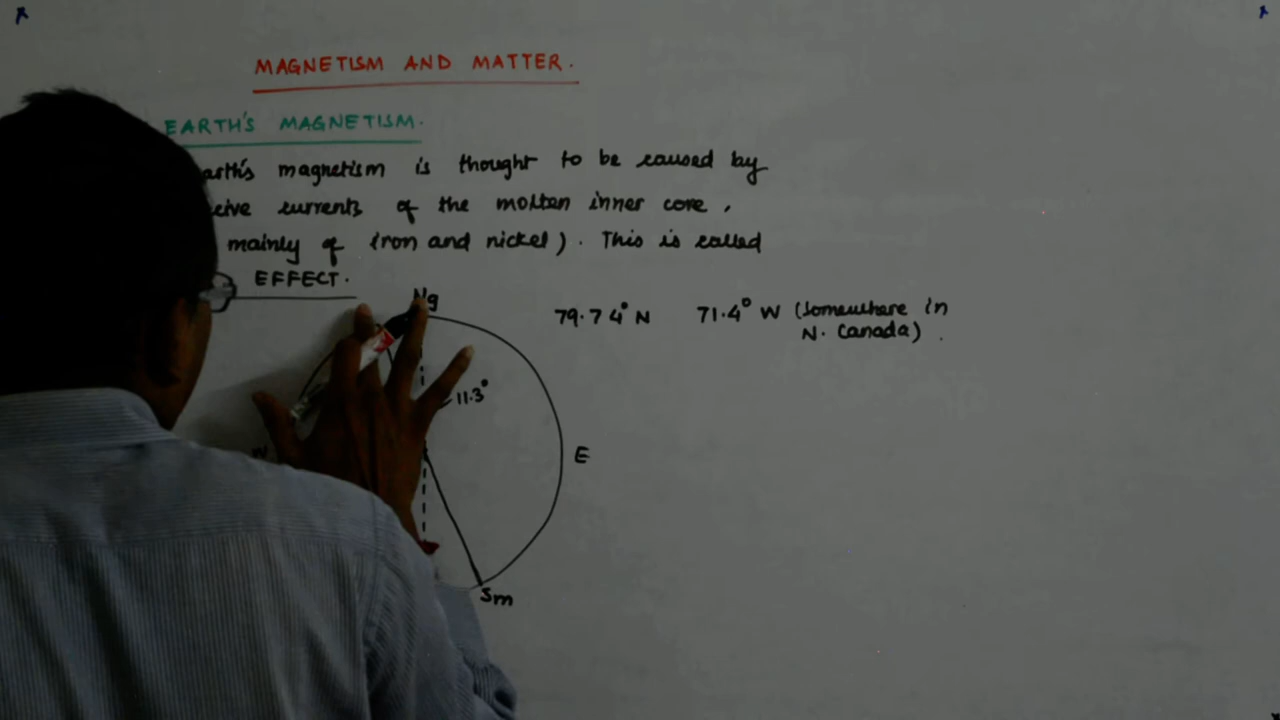 MAGNETISM AND MATTER.
EARTH'S MAGNETISM.
arth's magnetism is thought to be caused by
ceive currents of the molten inner core,
mainly of iron and nickel). This is called
EFFECT.
Ng
79.74° N 71.4° W (Somewhere in
N. Canada).
11.3°
E
Sm